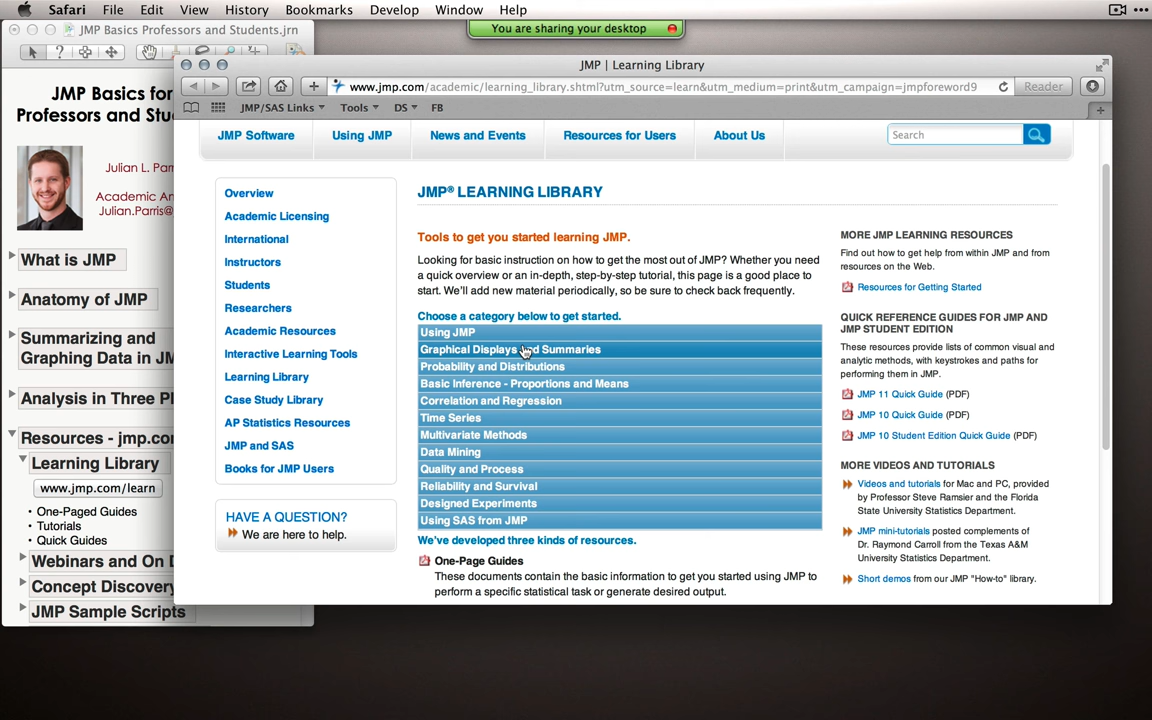 Safari File Edit View History Bookmarks Develop Window Help
You are sharing your desktop
JMP Basics Professors and Students.jrn
JMP Basics for
Professors and Stu
Julian L. Par
Academic A
Julian.Parris@
What is JMP
Anatomy of JMP
Summarizing and
Graphing Data in JM
Analysis in Three P
Resources - jmp.co
Learning Library
www.jmp.com/learn
• One-Paged Guides
• Tutorials
• Quick Guides
Webinars and On
Concept Discovery
JMP Sample Scripts
JMP | Learning Library
www.jmp.com/academic/learning_library.shtml?utm_source=learn&utm_medium=print&utm_campaign=jmpforeword9
Reader
JMP/SAS Links Tools DS FB
JMP Software Using JMP News and Events Resources for Users About Us
Search
Overview
Academic Licensing
International
Instructors
Students
Researchers
Academic Resources
Interactive Learning Tools
Learning Library
Case Study Library
AP Statistics Resources
JMP and SAS
Books for JMP Users
HAVE A QUESTION?
We are here to help.
JMP® LEARNING LIBRARY
Tools to get you started learning JMP.
Looking for basic instruction on how to get the most out of JMP? Whether you need
a quick overview or an in-depth, step-by-step tutorial, this page is a good place to
start. We'll add new material periodically, so be sure to check back frequently.
Choose a category below to get started.
Using JMP
Graphical Displays and Summaries
Probability and Distributions
Basic Inference - Proportions and Means
Correlation and Regression
Time Series
Multivariate Methods
Data Mining
Quality and Process
Reliability and Survival
Designed Experiments
Using SAS from JMP
We've developed three kinds of resources.
One-Page Guides
These documents contain the basic information to get you started using JMP to
perform a specific statistical task or generate desired output.
MORE JMP LEARNING RESOURCES
Find out how to get help from within JMP and from
resources on the Web.
Resources for Getting Started
QUICK REFERENCE GUIDES FOR JMP AND
JMP STUDENT EDITION
These resources provide lists of common visual and
analytic methods, with keystrokes and paths for
performing them in JMP.
JMP 11 Quick Guide (PDF)
JMP 10 Quick Guide (PDF)
JMP 10 Student Edition Quick Guide (PDF)
MORE VIDEOS AND TUTORIALS
Videos and tutorials for Mac and PC, provided
by Professor Steve Ramsier and the Florida
State University Statistics Department.
JMP mini-tutorials posted complements of
Dr. Raymond Carroll from the Texas A&M
University Statistics Department.
Short demos from our JMP "How-to" library.